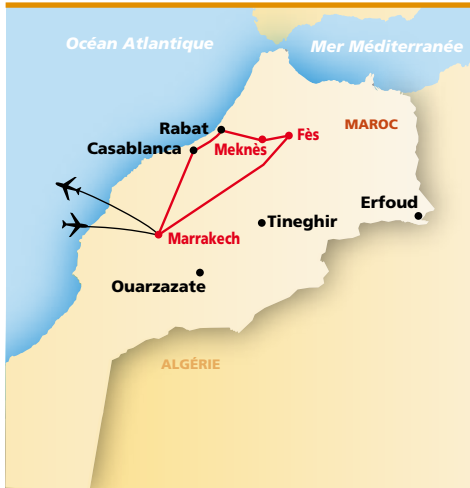 Océan Atlantique
Mer Méditerranée
Rabat
Fès
MAROC
Casablanca
Meknès
Erfoud
Tineghir
Marrakech
Ouarzazate
ALGÉRIE